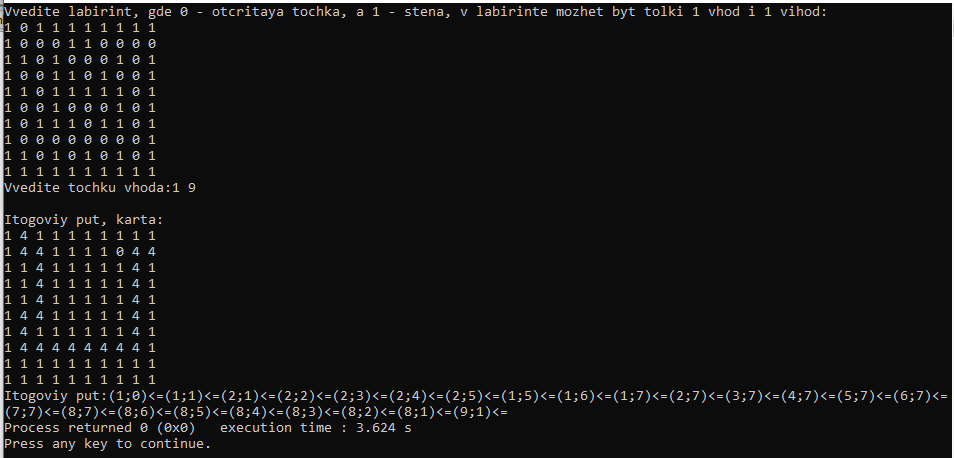 Vvedite labirint, gde 0 - otcritaya tochka, a 1 - stena, v labirinte mozhet byt tolki 1 vhod i 1 vihod:
1 0 1 1 1 1 1 1 1 1
1 0 0 0 1 1 0 0 0 0
1 1 0 1 0 0 0 1 0 1
1 0 0 1 1 0 1 0 0 1
1 1 0 1 1 1 1 1 0 1
1 0 0 1 0 0 0 1 0 1
1 0 1 1 1 0 1 1 0 1
1 0 0 0 0 0 0 0 0 1
1 1 0 1 0 1 0 1 0 1
1 1 1 1 1 1 1 1 1 1
Vvedite tochku vhoda:1 9
Itogoviy put, karta:
1 4 1 1 1 1 1 1 1 1
1 4 4 1 1 1 1 0 4 4
1 1 4 1 1 1 1 1 4 1
1 1 4 1 1 1 1 1 4 1
1 1 4 1 1 1 1 1 4 1
1 4 4 1 1 1 1 1 4 1
1 4 1 1 1 1 1 1 4 1
1 4 4 4 4 4 4 4 4 1
1 1 1 1 1 1 1 1 1 1
1 1 1 1 1 1 1 1 1 1
Itogoviy put:(1;0)<=(1;1)<=(2;1)<=(2;2)<=(2;3)<=(2;4)<=(2;5)<=(1;5)<=(1;6)<=(1;7)<=(2;7)<=(3;7)<=(4;7)<=(5;7)<=(6;7)<=
(7;7)<=(8;7)<=(8;6)<=(8;5)<=(8;4)<=(8;3)<=(8;2)<=(8;1)<=(9;1)<=
Process returned 0 (0x0)   execution time : 3.624 s
Press any key to continue.